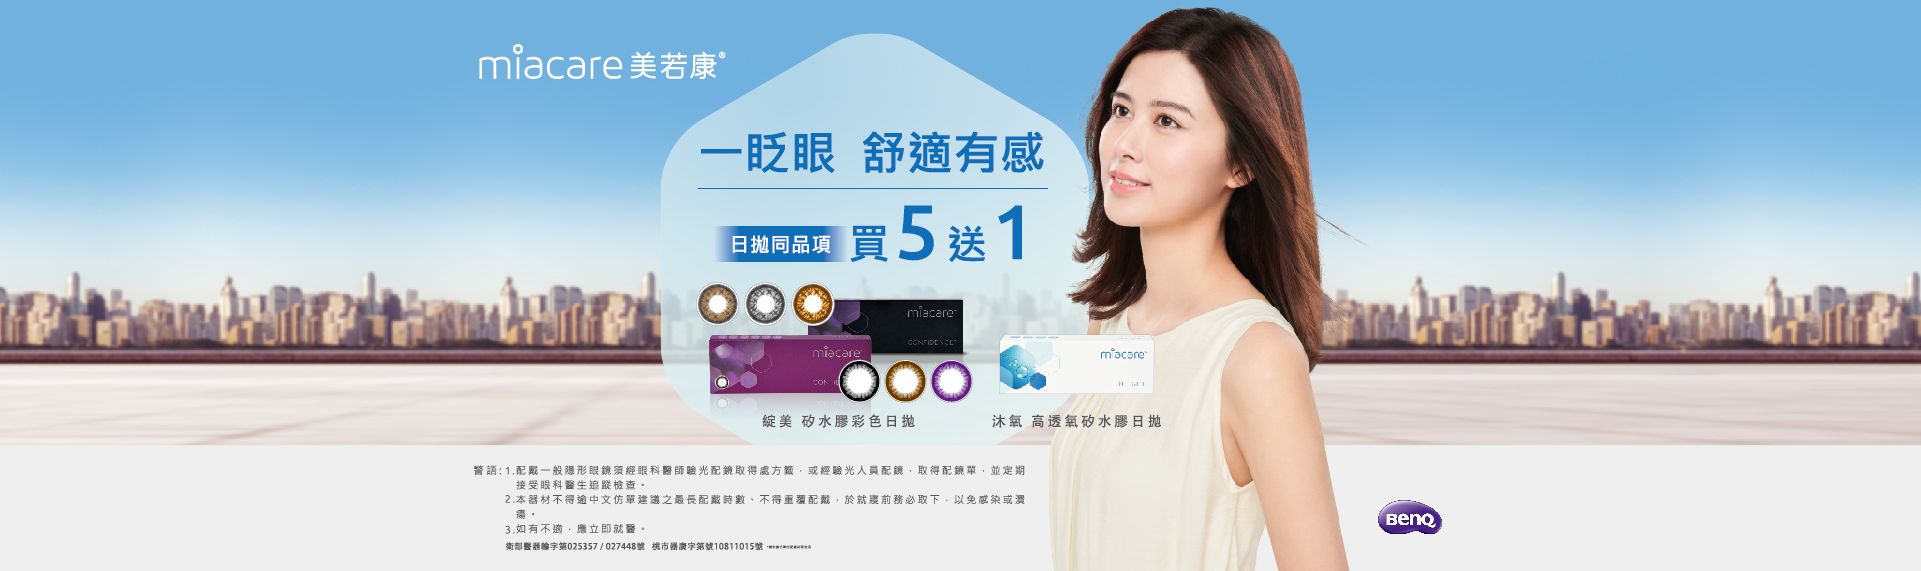 miacare 美若康®
一眨眼 舒適有感
日拋同品項 買5送1
miacare
CONFIDENCE
miacare
miacare
綻美 矽水膠彩色日拋
沐氧 高透氧矽水膠日拋
警語:1.配戴一般隱形眼鏡須經眼科醫師驗光配鏡取得處方籤，或經驗光人員配鏡，取得配鏡單，並定期
接受眼科醫生追蹤檢查。
2.本器材不得逾中文仿單建議之最長配戴時數、不得重覆配戴，於就寢前務必取下，以免感染或潰
瘍。
3.如有不適，應立即就醫。
衛部醫器輸字第025357 / 027448號 桃市器廣字第號10811015號
BenQ